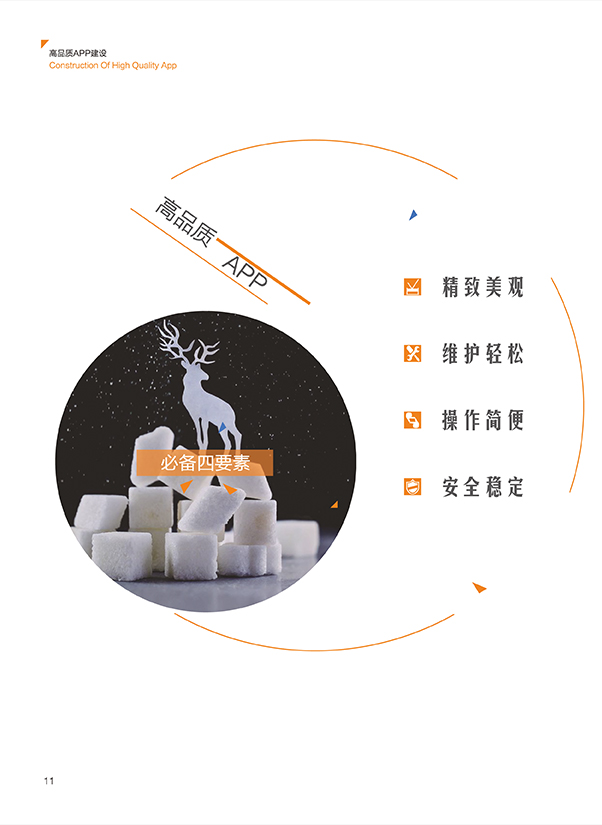 高品质APP建设
Construction Of High Quality App
高品质
APP
必备四要素
精致美观
维护轻松
操作简便
安全稳定
11